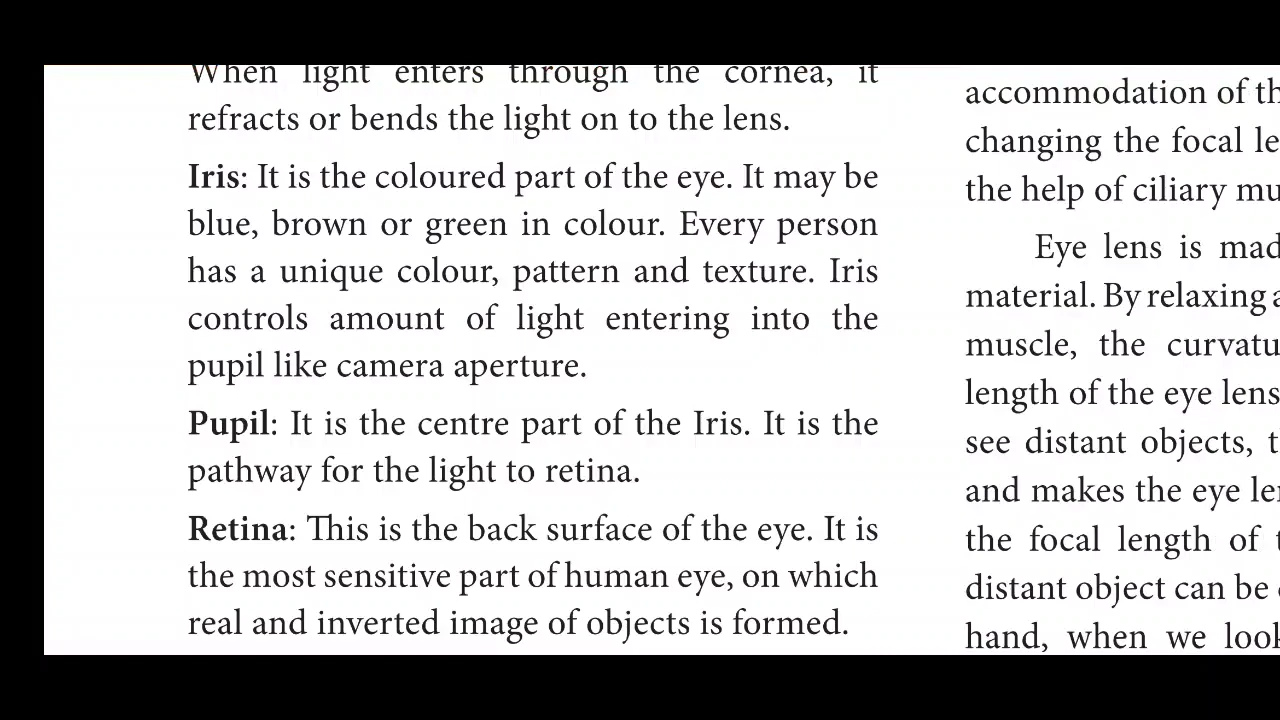 When light enters through the cornea, it
refracts or bends the light on to the lens.
Iris: It is the coloured part of the eye. It may be
blue, brown or green in colour. Every person
has a unique colour, pattern and texture. Iris
controls amount of light entering into the
pupil like camera aperture.
Pupil: It is the centre part of the Iris. It is the
pathway for the light to retina.
Retina: This is the back surface of the eye. It is
the most sensitive part of human eye, on which
real and inverted image of objects is formed.
accommodation of
changing the focal
the help of ciliary
Eye lens is
material. By relaxing
muscle, the
length of the eye lens
see distant objects,
and makes the eye
the focal length of
distant object can be
hand, when we